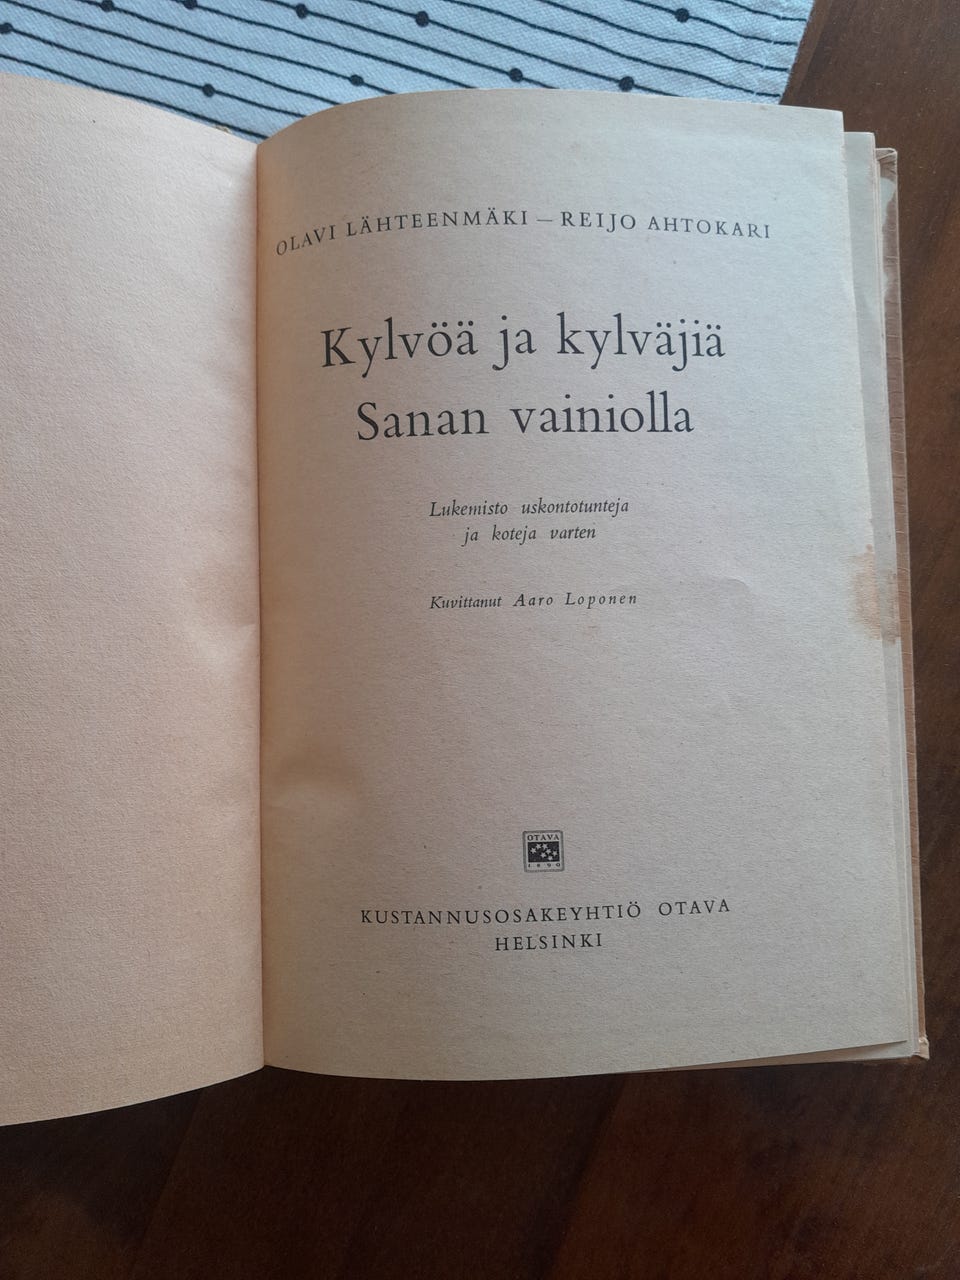 OLAVI LÄHTEENMÄKI – REIJO AHTOKARI
Kylvöä ja kylväjiä
Sanan vainiolla
Lukemisto uskontotunteja
ja koteja varten
Kuvittanut Aaro Loponen
OTAVA
1890
KUSTANNUSOSAKEYHTIÖ OTAVA
HELSINKI